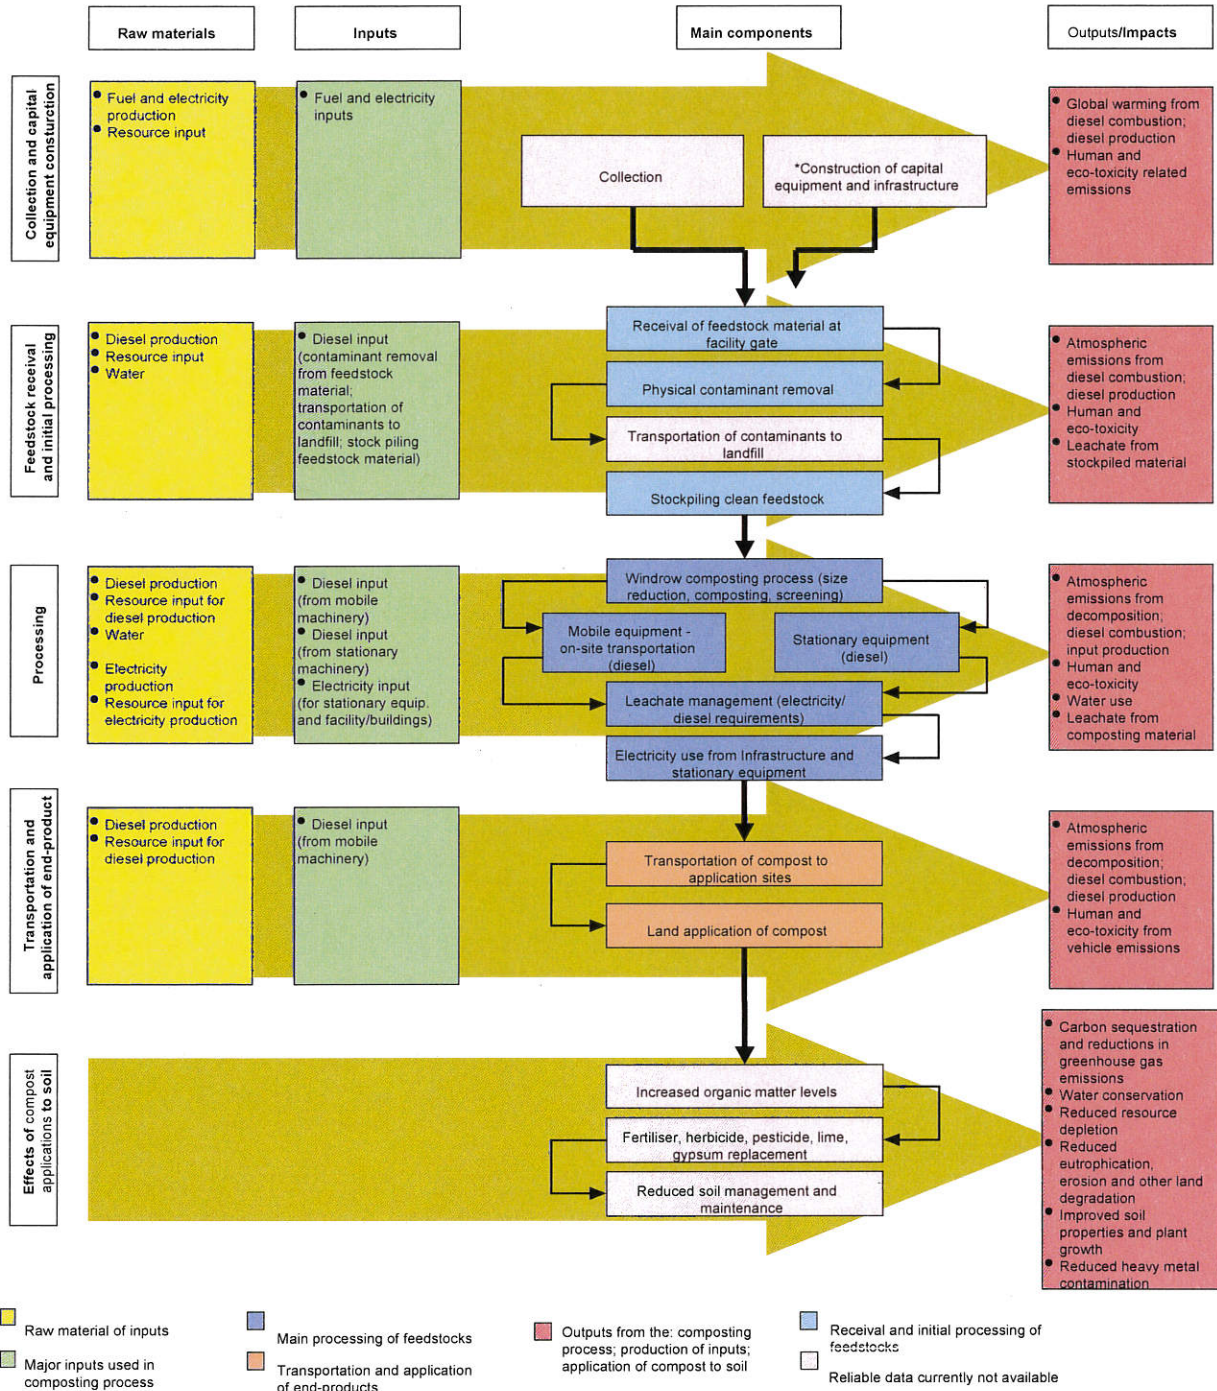 Raw materials
Inputs
Main components
Outputs/Impacts
Collection and capital
equipment consturction
• Fuel and electricity
production
• Resource input
• Fuel and electricity
inputs
Collection
*Construction of capital
equipment and infrastructure
• Global warming from
diesel combustion;
diesel production
• Human and
eco-toxicity related
emissions
Feedstock receival
and initial processing
• Diesel production
• Resource input
• Water
• Diesel input
(contaminant removal
from feedstock
material;
transportation of
contaminants to
landfill; stock piling
feedstock material)
Receival of feedstock material at
facility gate
Physical contaminant removal
Transportation of contaminants to
landfill
Stockpiling clean feedstock
• Atmospheric
emissions from
diesel combustion;
diesel production
• Human and
eco-toxicity
• Leachate from
stockpiled material
Processing
• Diesel production
• Resource input for
diesel production
• Water
• Electricity
production
• Resource input for
electricity production
• Diesel input
(from mobile
machinery)
• Diesel input
(from stationary
machinery)
• Electricity input
(for stationary equip.
and facility/buildings)
Windrow composting process (size
reduction, composting, screening)
Mobile equipment -
on-site transportation
(diesel)
Stationary equipment
(diesel)
Leachate management (electricity/
diesel requirements)
Electricity use from Infrastructure and
stationary equipment
• Atmospheric
emissions from
decomposition;
diesel combustion;
input production
• Human and
eco-toxicity
• Water use
• Leachate from
composting material
Transportation and
application of end-product
• Diesel production
• Resource input for
diesel production
• Diesel input
(from mobile
machinery)
Transportation of compost to
application sites
Land application of compost
• Atmospheric
emissions from
decomposition;
diesel combustion;
diesel production
• Human and
eco-toxicity from
vehicle emissions
Effects of compost
applications to soil
Increased organic matter levels
Fertiliser, herbicide, pesticide, lime,
gypsum replacement
Reduced soil management and
maintenance
• Carbon sequestration
and reductions in
greenhouse gas
emissions
• Water conservation
• Reduced resource
depletion
• Reduced
eutrophication,
erosion and other land
degradation
• Improved soil
properties and plant
growth
• Reduced heavy metal
contamination
Raw material of inputs
Major inputs used in
composting process
Main processing of feedstocks
Transportation and application
of end-products
Outputs from the: composting
process; production of inputs;
application of compost to soil
Receival and initial processing of
feedstocks
Reliable data currently not available